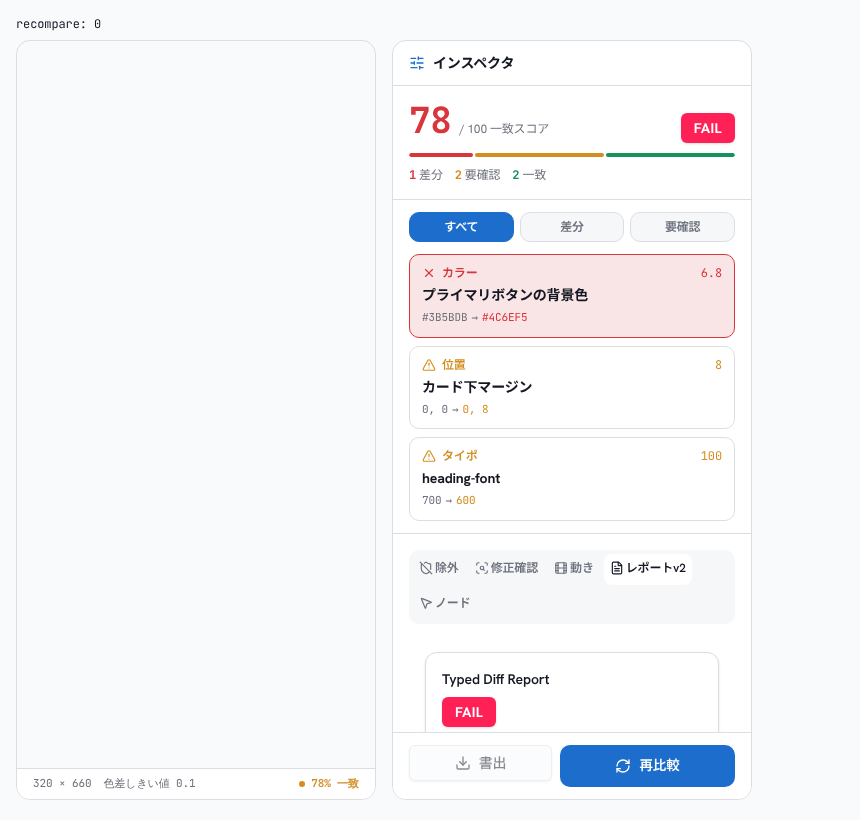 recompare: 0
インスペクタ
78 / 100 一致スコア FAIL
1 差分 2 要確認 2 一致
すべて 差分 要確認
カラー 6.8
プライマリボタンの背景色
#3B5BDB → #4C6EF5
位置 8
カード下マージン
0, 0 → 0, 8
タイポ 100
heading-font
700 → 600
除外 修正確認 動き レポートv2
ノード
Typed Diff Report
FAIL
320 × 660 色差しきい値 0.1 78% 一致
書出 再比較